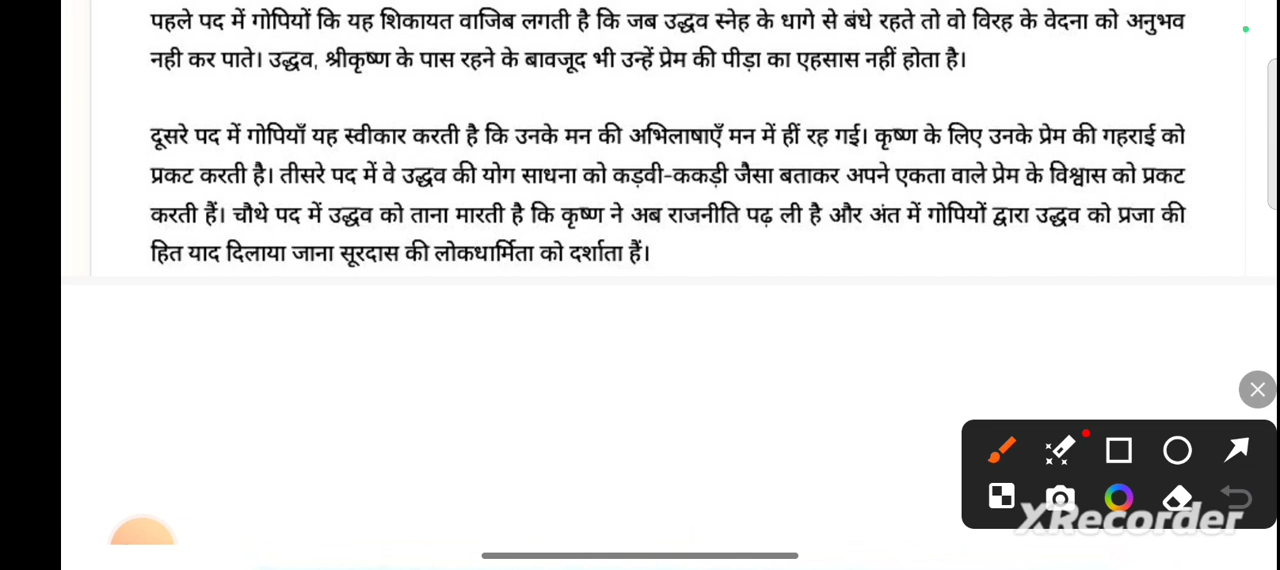 पहले पद में गोपियों कि यह शिकायत वाजिब लगती है कि जब उद्धव स्नेह के धागे से बंधे रहते तो वो विरह के वेदना को अनुभव
नही कर पाते। उद्धव, श्रीकृष्ण के पास रहने के बावजूद भी उन्हें प्रेम की पीड़ा का एहसास नहीं होता है।
दूसरे पद में गोपियाँ यह स्वीकार करती है कि उनके मन की अभिलाषाएँ मन में हीं रह गई। कृष्ण के लिए उनके प्रेम की गहराई को
प्रकट करती है। तीसरे पद में वे उद्धव की योग साधना को कड़वी-ककड़ी जैसा बताकर अपने एकता वाले प्रेम के विश्वास को प्रकट
करती हैं। चौथे पद में उद्धव को ताना मारती है कि कृष्ण ने अब राजनीति पढ़ ली है और अंत में गोपियों द्वारा उद्धव को प्रजा की
हित याद दिलाया जाना सूरदास की लोकधार्मिता को दर्शाता हैं।
XRecorder